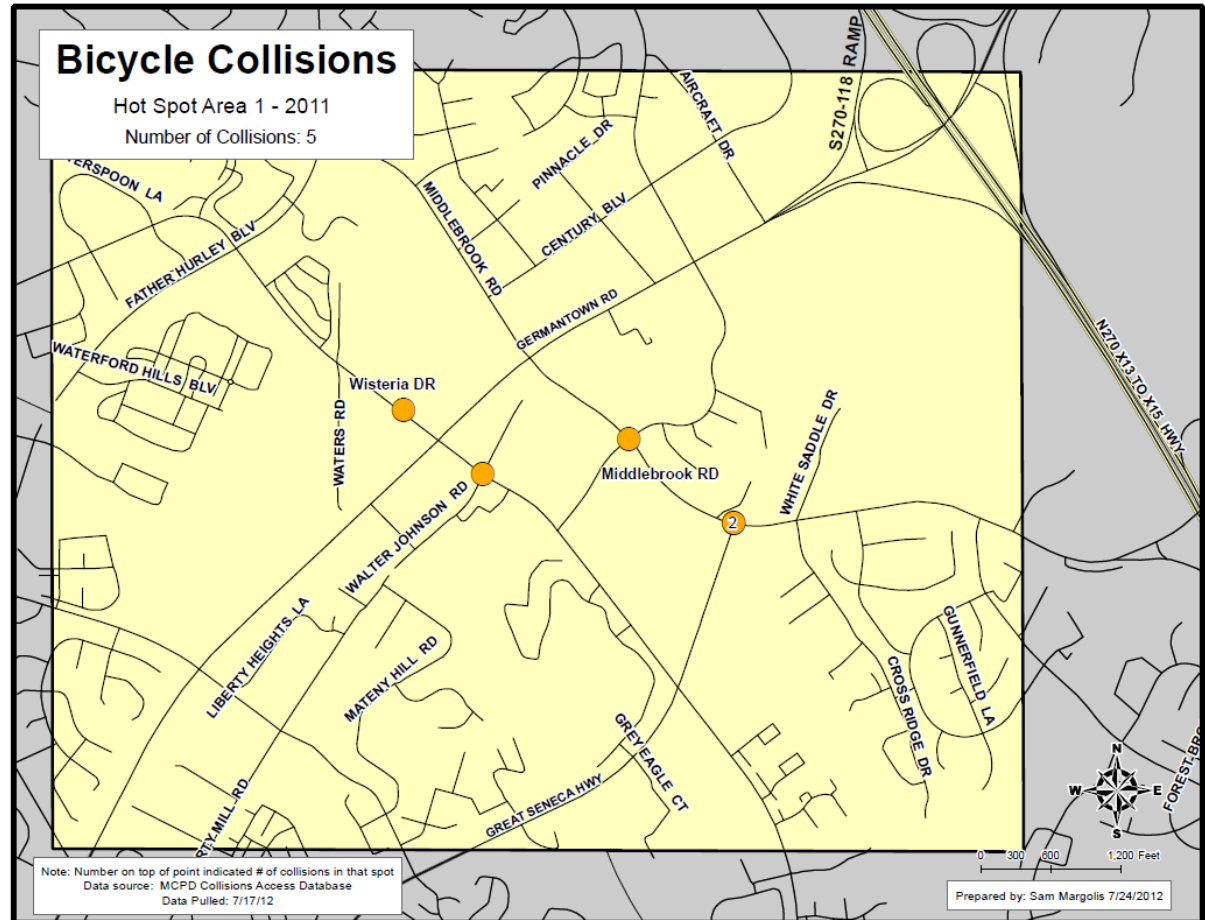 Bicycle Collisions
Hot Spot Area 1 - 2011
Number of Collisions: 5
S270-118 RAMP
AIRCRAFT DR
PINNACLE DR
TERSPOON LA
MIDDLEBROOK RD
CENTURY BLV
FATHER HURLEY BLV
GERMANTOWN RD
N270 X13 TO X15 HWY
WATERFORD HILLS BLV
Wisteria DR
WATERS RD
WHITE SADDLE DR
Middlebrook RD
2
WALTER JOHNSON RD
LIBERTY HEIGHTS LA
MATENY HILL RD
GUNNERFIELD LA
CROSS RIDGE DR
GREY EAGLE CT
GREAT SENECA HWY
RTY MILL RD
FOREST BRO
N
W E
S
0 300 600 1,200 Feet
Note: Number on top of point indicated # of collisions in that spot
Data source: MCPD Collisions Access Database
Data Pulled: 7/17/12
Prepared by: Sam Margolis 7/24/2012